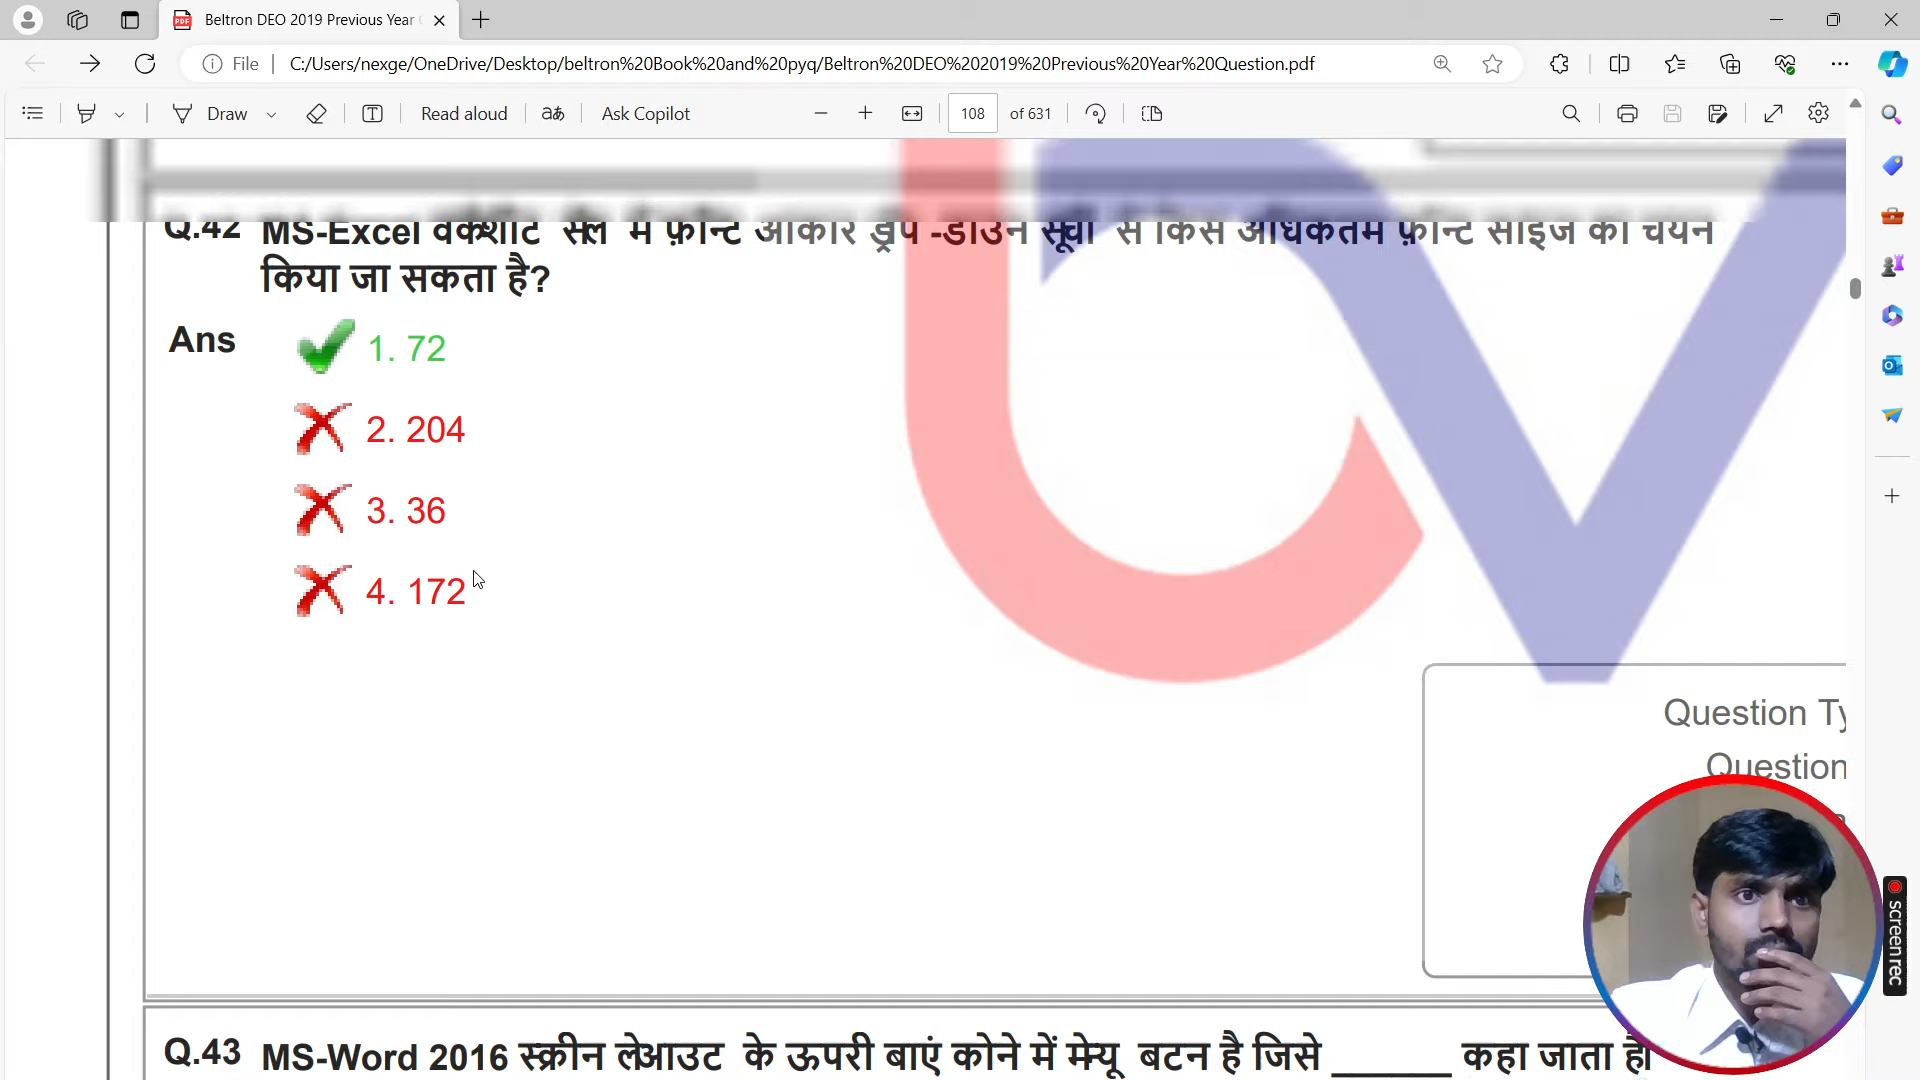 Beltron DEO 2019 Previous Year
File
C:/Users/nexge/OneDrive/Desktop/beltron%20Book%20and%20pyq/Beltron%20DEO%202019%20Previous%20Year%20Question.pdf
Draw
Read aloud
Ask Copilot
108 of 631
Q.42 MS-Excel वर्कशीट सेल में फ़ॉन्ट आकार ड्रॉप -डाउन सूची से किस अधिकतम फ़ॉन्ट साइज का चयन
किया जा सकता है?
Ans
1. 72
2. 204
3. 36
4. 172
Question Ty
Question
Q.43 MS-Word 2016 स्क्रीन लेआउट के ऊपरी बाएं कोने में मेन्यू बटन है जिसे ______ कहा जाता है।
screenrec